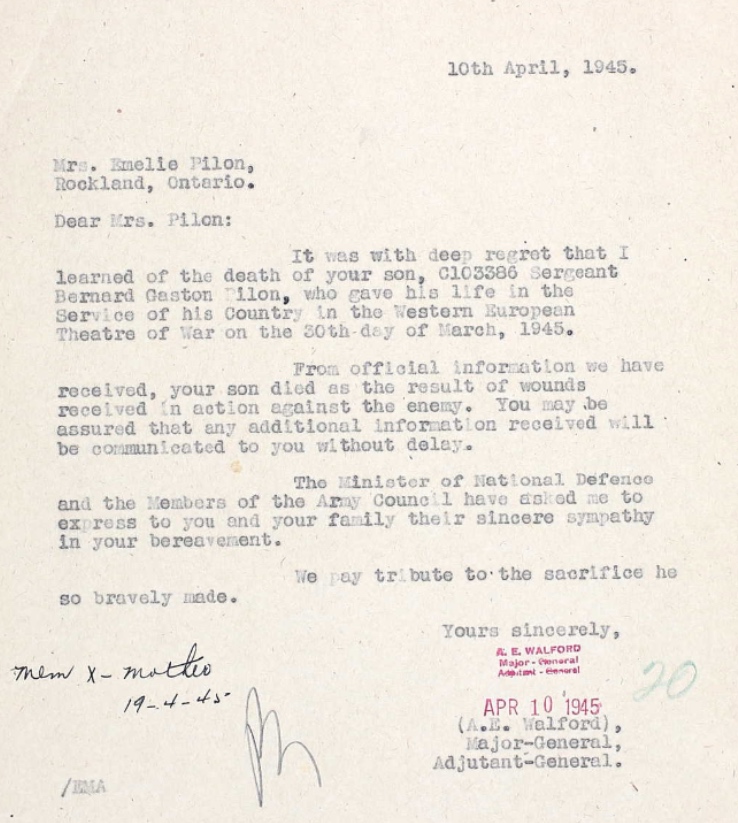 10th April, 1945.
Mrs. Emelie Pilon,
Rockland, Ontario.
Dear Mrs. Pilon:
It was with deep regret that I
learned of the death of your son, C103386 Sergeant
Bernard Gaston Pilon, who gave his life in the
Service of his Country in the Western European
Theatre of War on the 30th day of March, 1945.
From official information we have
received, your son died as the result of wounds
received in action against the enemy. You may be
assured that any additional information received will
be communicated to you without delay.
The Minister of National Defence
and the Members of the Army Council have asked me to
express to you and your family their sincere sympathy
in your bereavement.
We pay tribute to the sacrifice he
so bravely made.
Yours sincerely,
A. E. WALFORD
Major - General
Adjutant - General
Mem X - mother
19-4-45
20
APR 10 1945
(A.E. Walford),
Major-General,
Adjutant-General.
/EMA